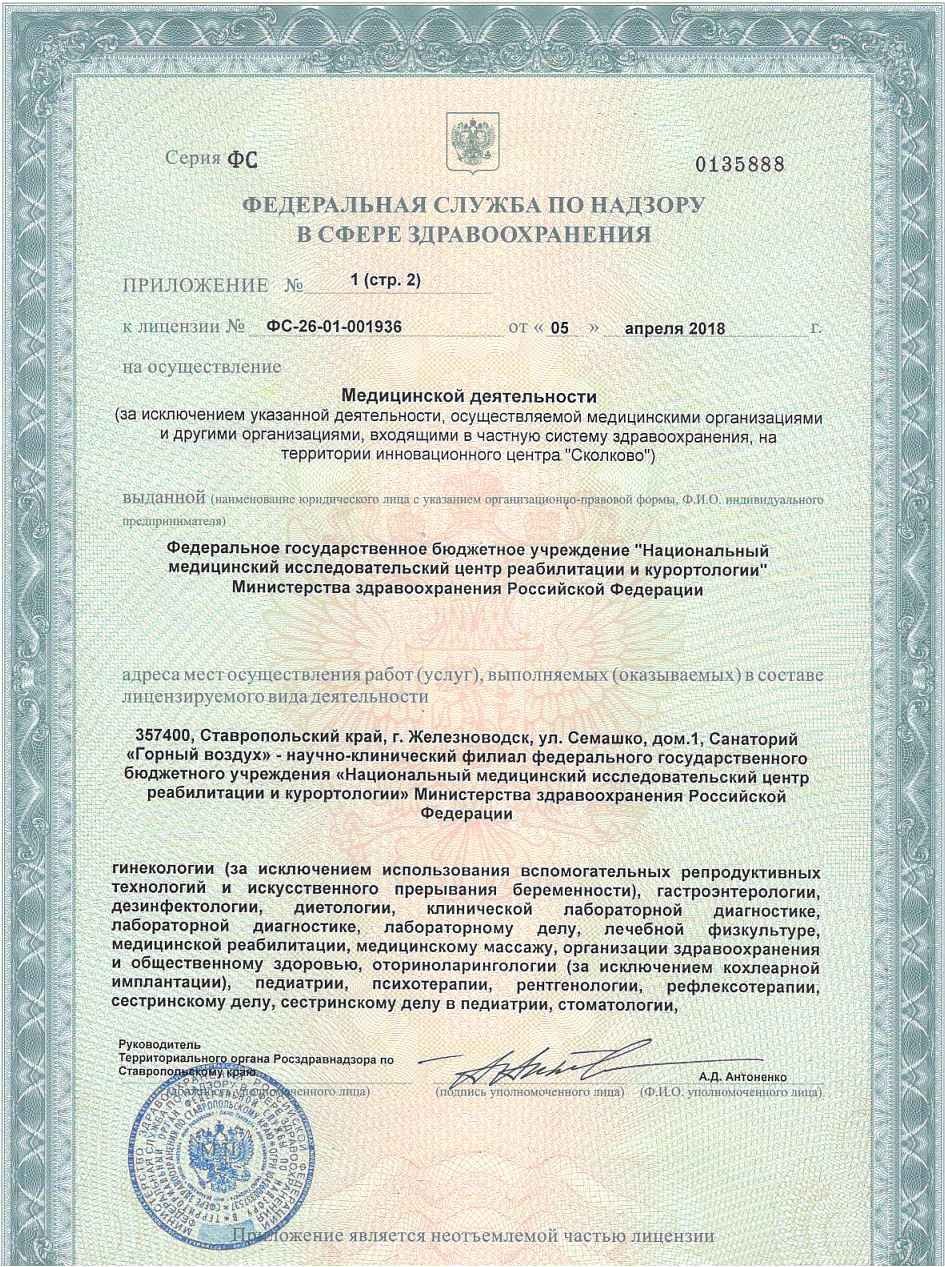 Серия ФС
0135888
ФЕДЕРАЛЬНАЯ СЛУЖБА ПО НАДЗОРУ
В СФЕРЕ ЗДРАВООХРАНЕНИЯ
ПРИЛОЖЕНИЕ № 1 (стр. 2)
к лицензии № ФС-26-01-001936 от « 05 » апреля 2018 г.
на осуществление
Медицинской деятельности
(за исключением указанной деятельности, осуществляемой медицинскими организациями
и другими организациями, входящими в частную систему здравоохранения, на
территории инновационного центра "Сколково")
выданной (наименование юридического лица с указанием организационно-правовой формы, Ф.И.О. индивидуального
предпринимателя)
Федеральное государственное бюджетное учреждение "Национальный
медицинский исследовательский центр реабилитации и курортологии"
Министерства здравоохранения Российской Федерации
адреса мест осуществления работ (услуг), выполняемых (оказываемых) в составе
лицензируемого вида деятельности
357400, Ставропольский край, г. Железноводск, ул. Семашко, дом.1, Санаторий
«Горный воздух» - научно-клинический филиал федерального государственного
бюджетного учреждения «Национальный медицинский исследовательский центр
реабилитации и курортологии» Министерства здравоохранения Российской
Федерации
гинекологии (за исключением использования вспомогательных репродуктивных
технологий и искусственного прерывания беременности), гастроэнтерологии,
дезинфектологии, диетологии, клинической лабораторной диагностике,
лабораторной диагностике, лабораторному делу, лечебной физкультуре,
медицинской реабилитации, медицинскому массажу, организации здравоохранения
и общественному здоровью, оториноларингологии (за исключением кохлеарной
имплантации), педиатрии, психотерапии, рентгенологии, рефлексотерапии,
сестринскому делу, сестринскому делу в педиатрии, стоматологии,
Руководитель
Территориального органа Росздравнадзора по
Ставропольскому краю
А.Д. Антоненко
(должность уполномоченного лица) (подпись уполномоченного лица) (Ф.И.О. уполномоченного лица)
Приложение является неотъемлемой частью лицензии